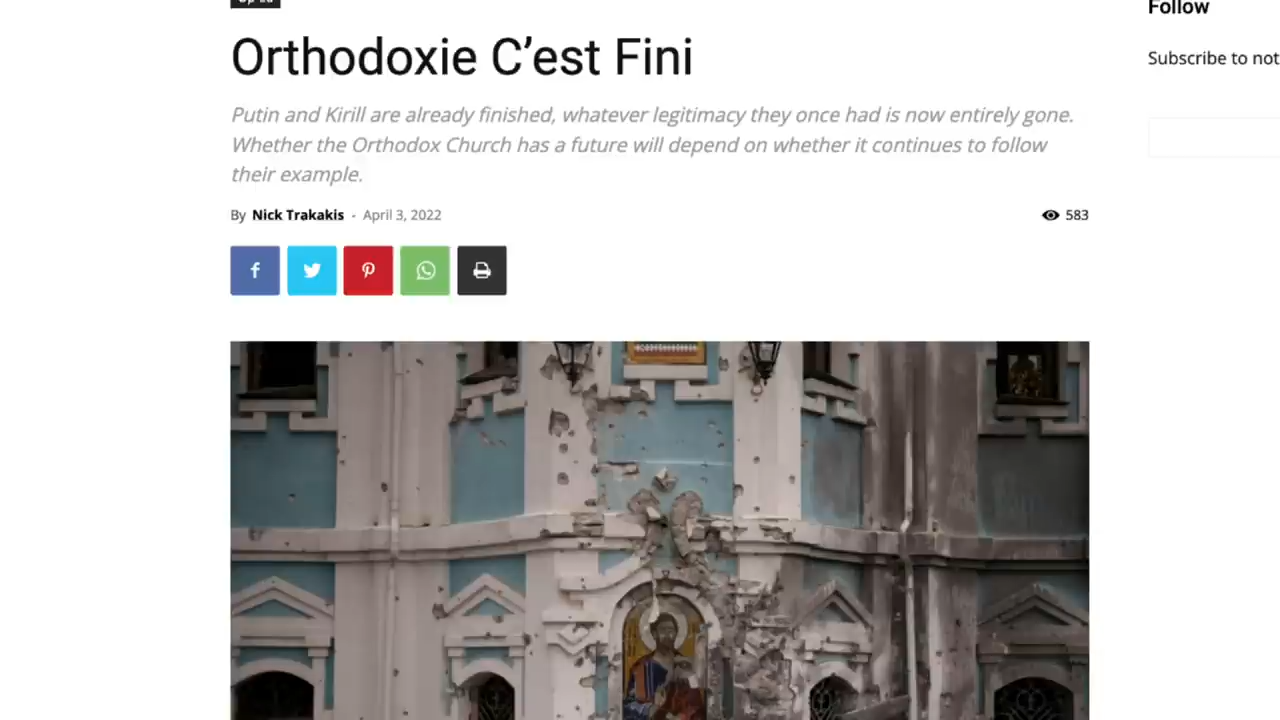 Follow
Orthodoxie C’est Fini
Subscribe to not
Putin and Kirill are already finished, whatever legitimacy they once had is now entirely gone.
Whether the Orthodox Church has a future will depend on whether it continues to follow
their example.
By Nick Trakakis - April 3, 2022
583